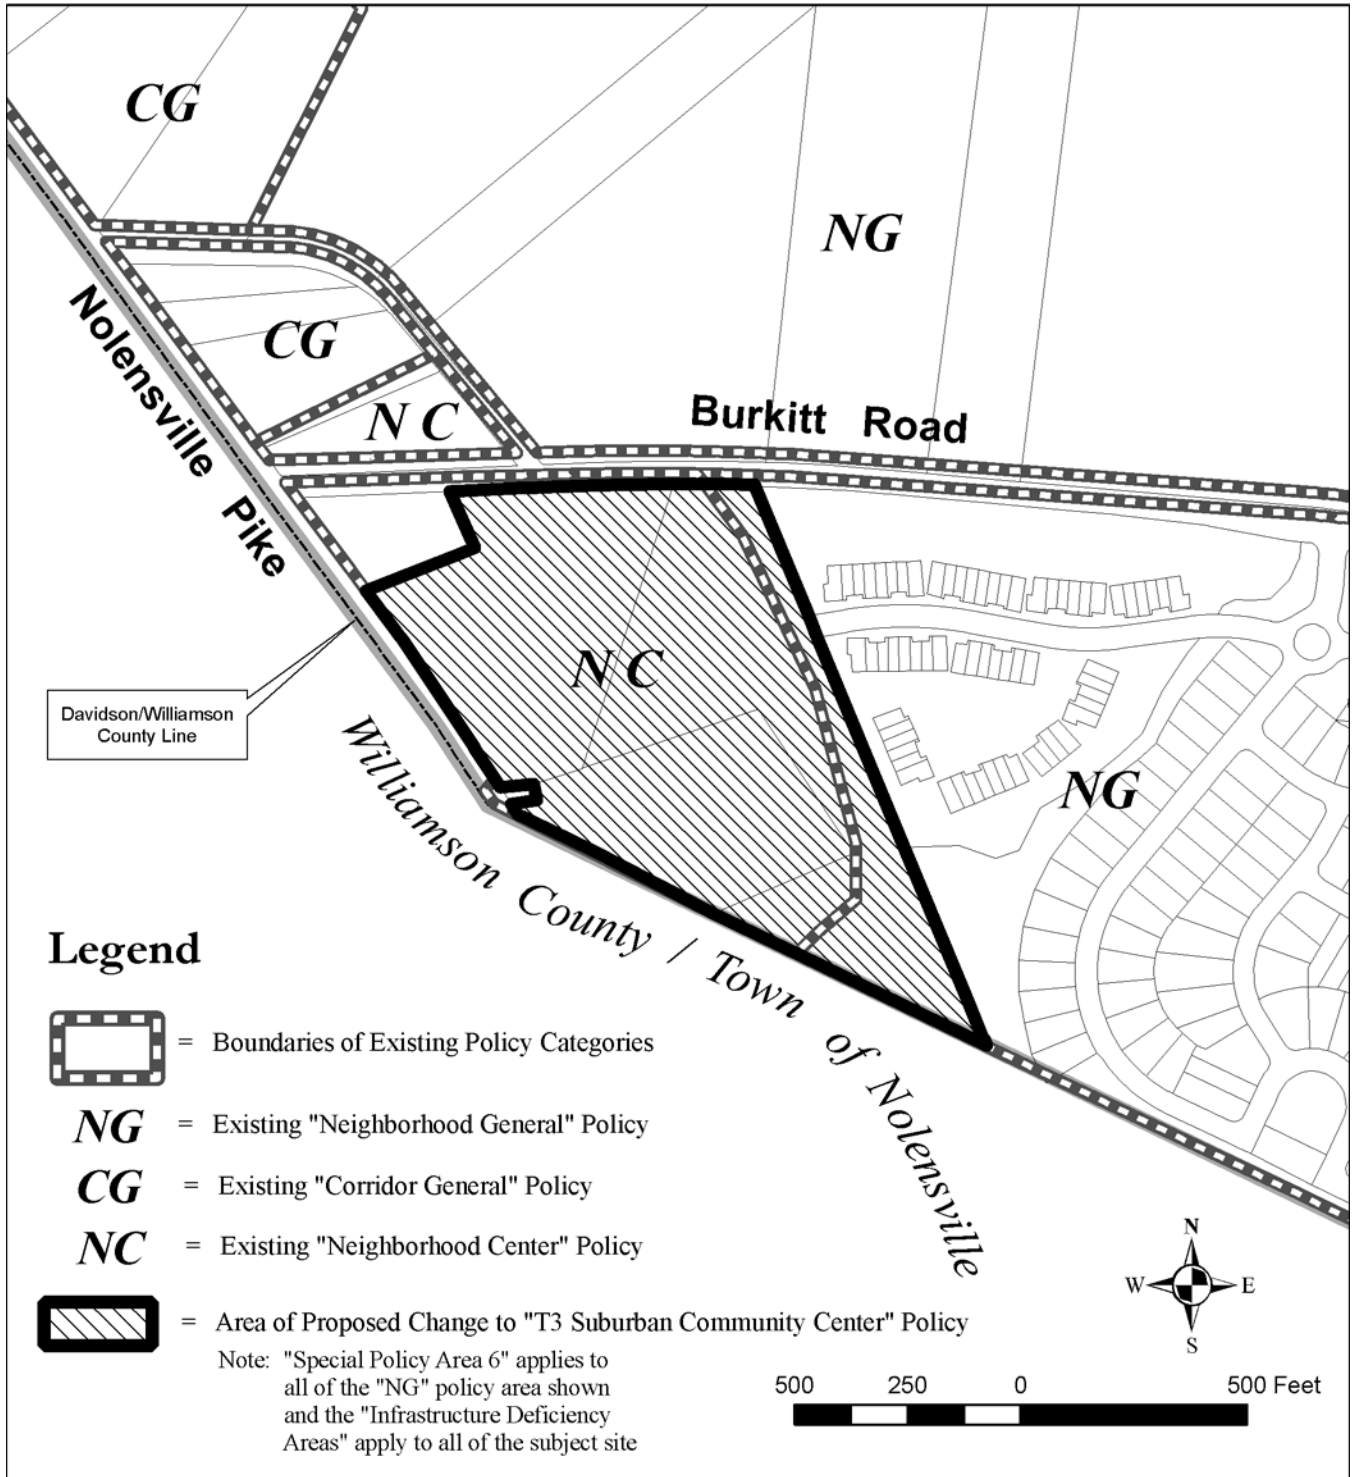 CG
NG
Nolensville Pike
CG
N C
Burkitt Road
N C
Davidson/Williamson
County Line
NG
Williamson County / Town of Nolensville
Legend
= Boundaries of Existing Policy Categories
NG = Existing "Neighborhood General" Policy
CG = Existing "Corridor General" Policy
NC = Existing "Neighborhood Center" Policy
= Area of Proposed Change to "T3 Suburban Community Center" Policy
Note: "Special Policy Area 6" applies to
all of the "NG" policy area shown
and the "Infrastructure Deficiency
Areas" apply to all of the subject site
N
W E
S
500 250 0 500 Feet